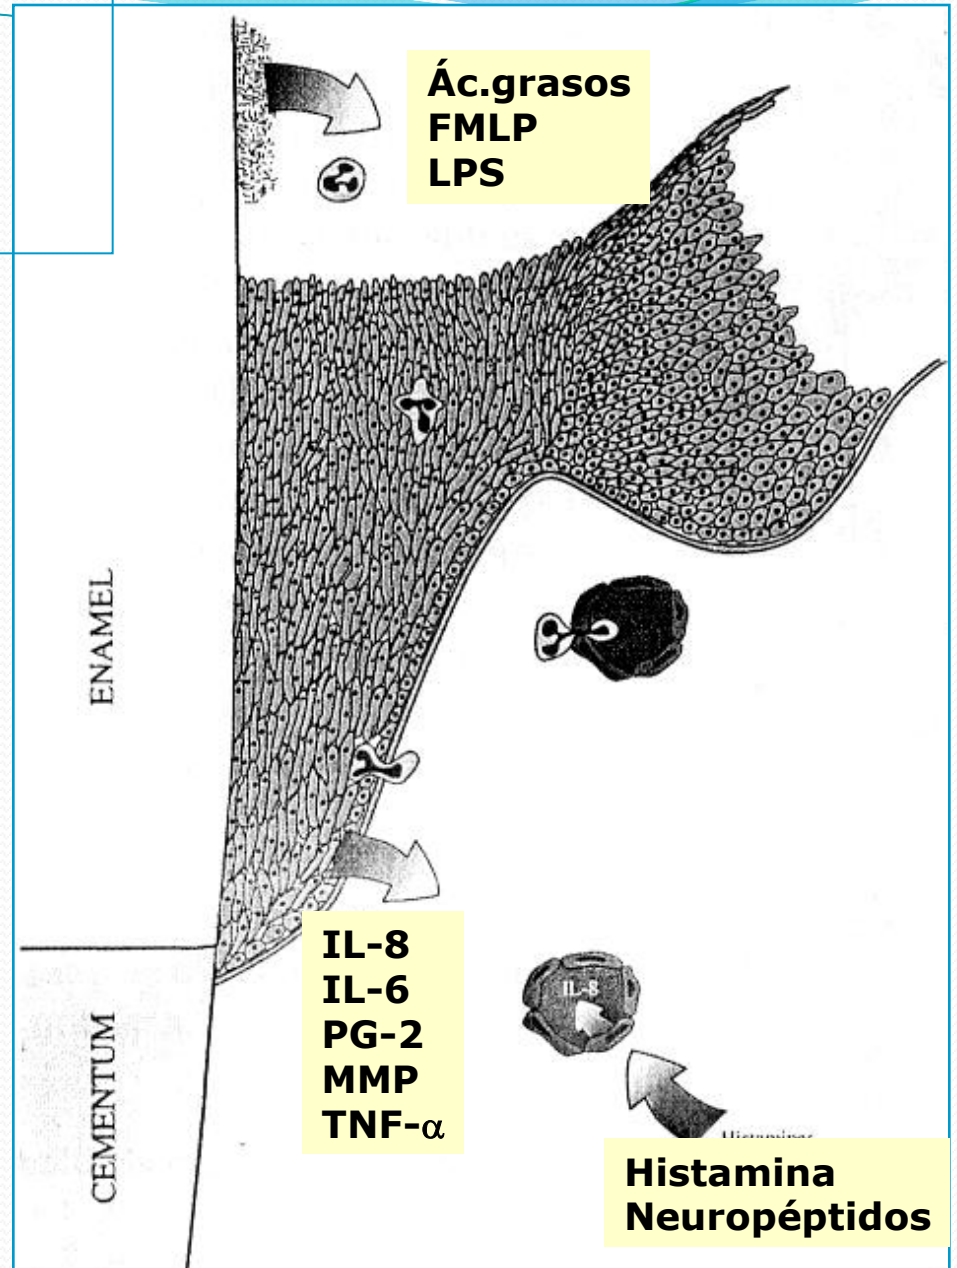 Ác.grasos
FMLP
LPS
ENAMEL
IL-8
IL-6
PG-2
MMP
TNF-α
IL-8
CEMENTUM
Histamina
Neuropéptidos